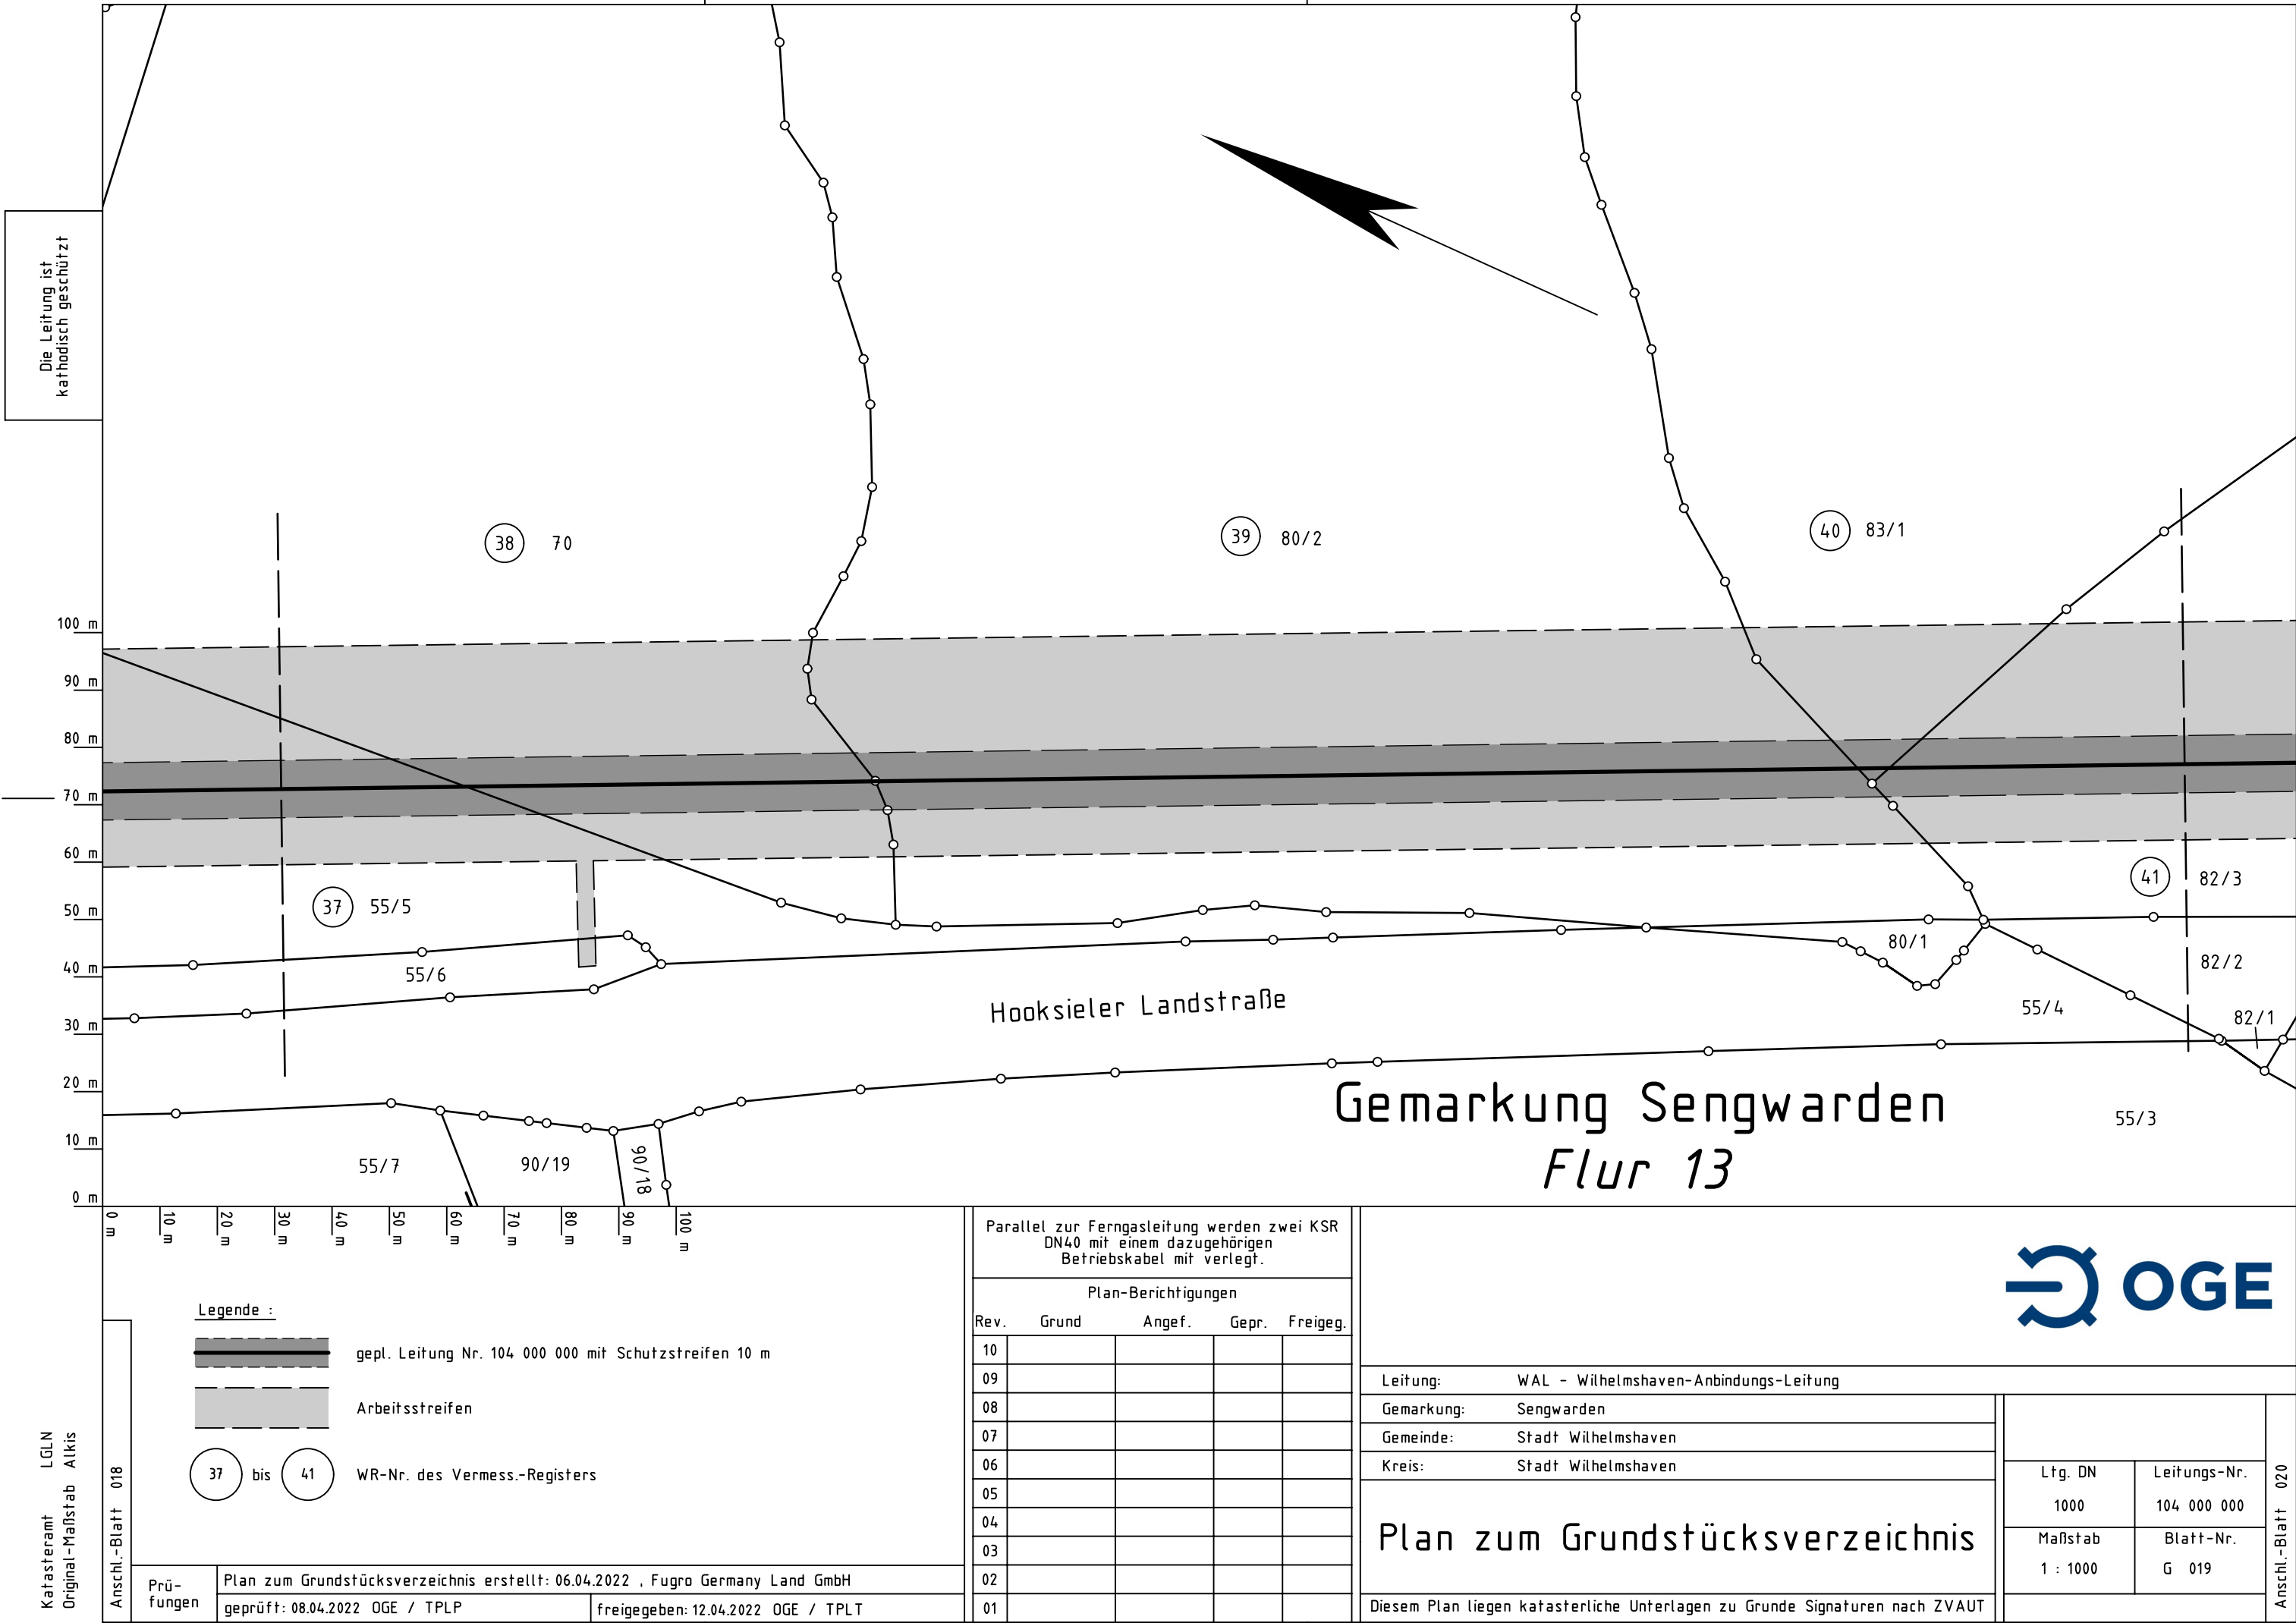 Die Leitung ist
kathodisch geschützt
38 70
39 80/2
40 83/1
100 m
90 m
80 m
70 m
60 m
50 m
40 m
30 m
20 m
10 m
0 m
37 55/5
55/6
41 82/3
80/1
82/2
55/4
82/1
Hooksieler Landstraße
Gemarkung Sengwarden
Flur 13
55/3
55/7
90/19
90/18
0 m
10 m
20 m
30 m
40 m
50 m
60 m
70 m
80 m
90 m
100 m
Legende :
gepl. Leitung Nr. 104 000 000 mit Schutzstreifen 10 m
Arbeitsstreifen
37 bis 41 WR-Nr. des Vermess.-Registers
Katasteramt LGLN
Original-Maßstab Alkis
Anschl.-Blatt 018
Prü-
fungen
Plan zum Grundstücksverzeichnis erstellt: 06.04.2022 , Fugro Germany Land GmbH
geprüft: 08.04.2022 OGE / TPLP
freigegeben: 12.04.2022 OGE / TPLT
Parallel zur Ferngasleitung werden zwei KSR
DN40 mit einem dazugehörigen
Betriebskabel mit verlegt.
Plan-Berichtigungen
Rev. Grund Angef. Gepr. Freigeg.
10
09
08
07
06
05
04
03
02
01
OGE
Leitung: WAL - Wilhelmshaven-Anbindungs-Leitung
Gemarkung: Sengwarden
Gemeinde: Stadt Wilhelmshaven
Kreis: Stadt Wilhelmshaven
Plan zum Grundstücksverzeichnis
Diesem Plan liegen katasterliche Unterlagen zu Grunde Signaturen nach ZVAUT
Ltg. DN Leitungs-Nr.
1000 104 000 000
Maßstab Blatt-Nr.
1 : 1000 G 019
Anschl.-Blatt 020